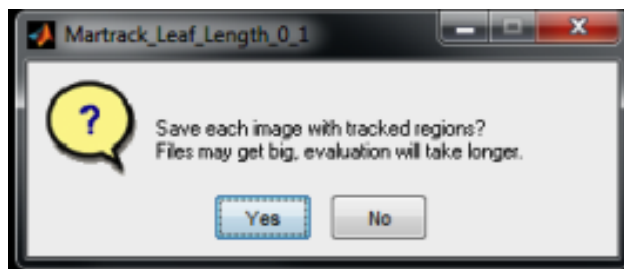 Martrack_Leaf_Length_0_1
?
Save each image with tracked regions?
Files may get big, evaluation will take longer.
Yes No